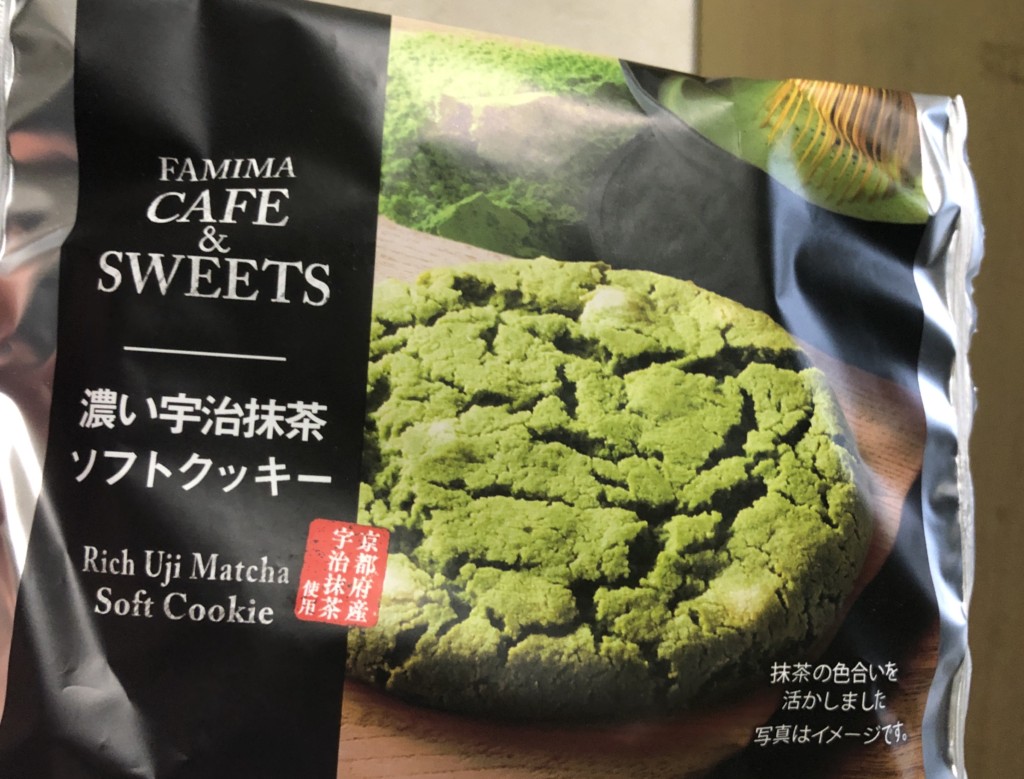 FAMIMA
CAFE
&
SWEETS
濃い宇治抹茶
ソフトクッキー
Rich Uji Matcha
Soft Cookie
京都府産
宇治抹茶
使用
抹茶の色合いを
活かしました
写真はイメージです。